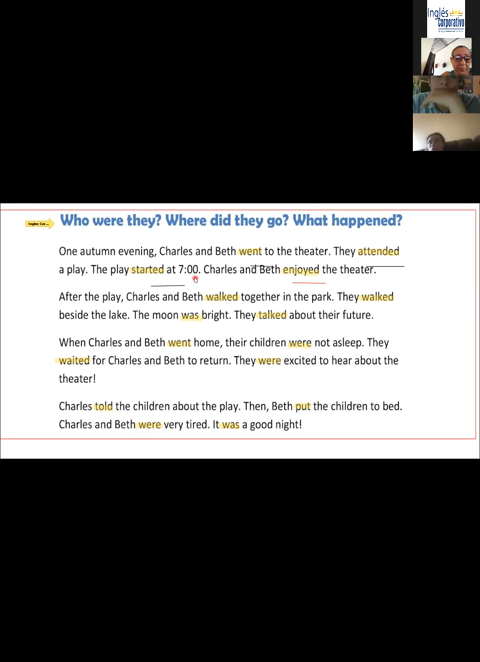 Inglés
Corporativo
Who were they? Where did they go? What happened?
One autumn evening, Charles and Beth went to the theater. They attended
a play. The play started at 7:00. Charles and Beth enjoyed the theater.
After the play, Charles and Beth walked together in the park. They walked
beside the lake. The moon was bright. They talked about their future.
When Charles and Beth went home, their children were not asleep. They
waited for Charles and Beth to return. They were excited to hear about the
theater!
Charles told the children about the play. Then, Beth put the children to bed.
Charles and Beth were very tired. It was a good night!